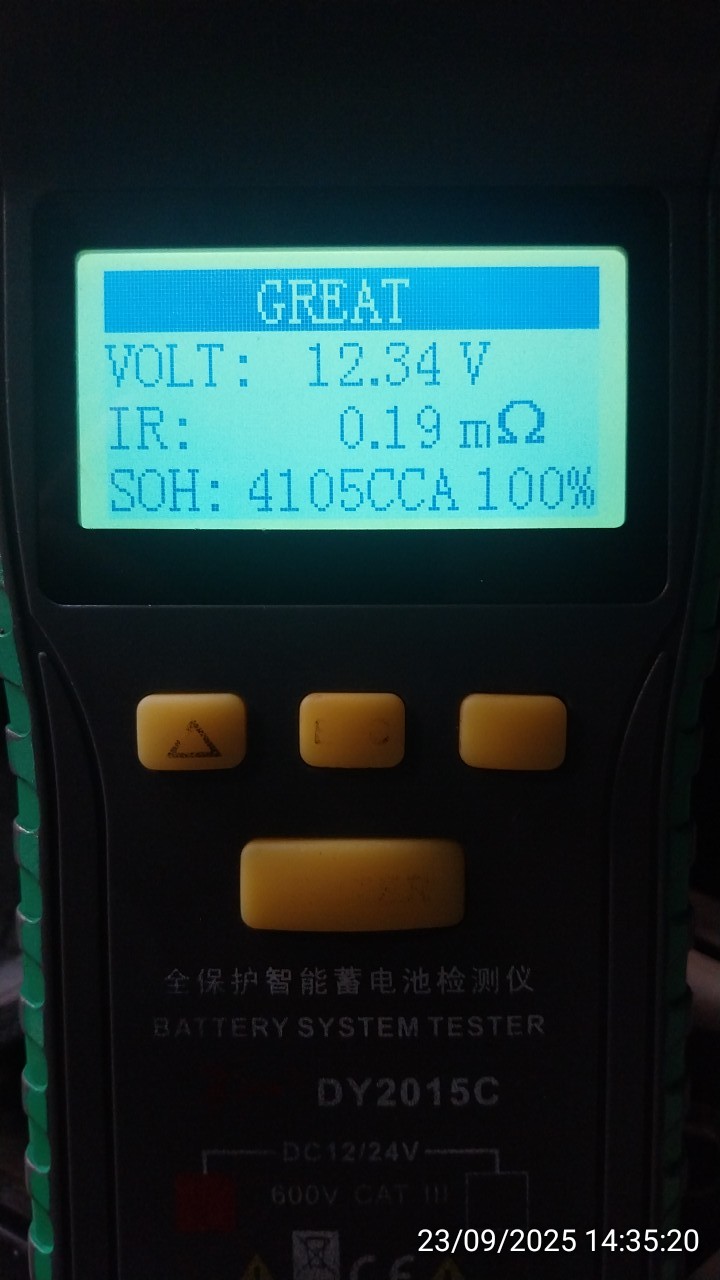 GREAT
VOLT: 12.34 V
IR: 0.19 mΩ
SOH: 4105CCA 100%
全保护智能蓄电池检测仪
BATTERY SYSTEM TESTER
DY2015C
DC12/24V
600V CAT III
CE
23/09/2025 14:35:20